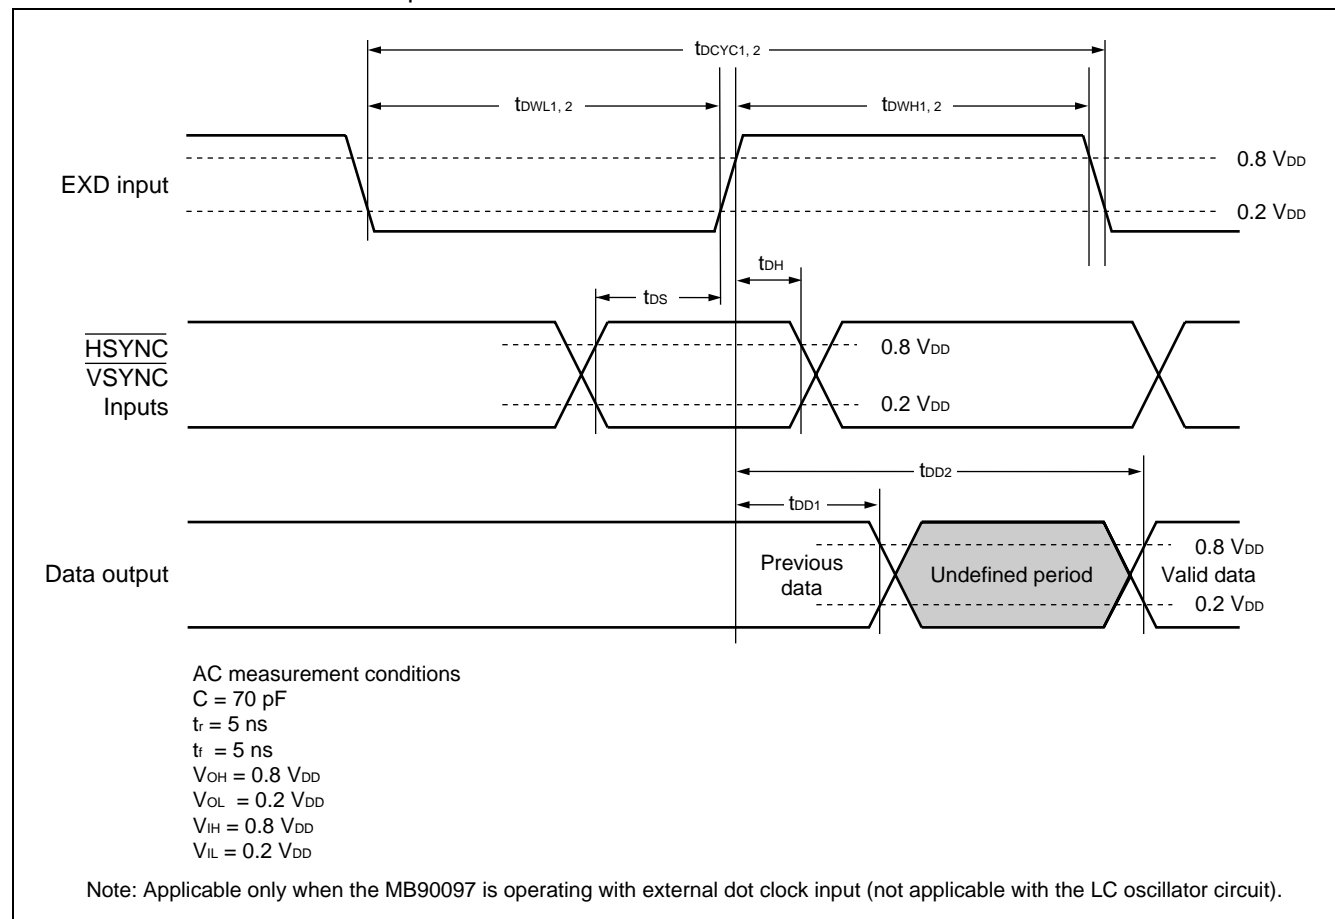 tDCYC1, 2
tDWL1, 2
tDWH1, 2
EXD input
0.8 VDD
0.2 VDD
tDH
tDS
HSYNC
VSYNC
Inputs
0.8 VDD
0.2 VDD
tDD2
tDD1
Data output
Previous
data
Undefined period
Valid data
0.8 VDD
0.2 VDD
AC measurement conditions
C = 70 pF
tr = 5 ns
tf = 5 ns
VOH = 0.8 VDD
VOL = 0.2 VDD
VIH = 0.8 VDD
VIL = 0.2 VDD
Note: Applicable only when the MB90097 is operating with external dot clock input (not applicable with the LC oscillator circuit).